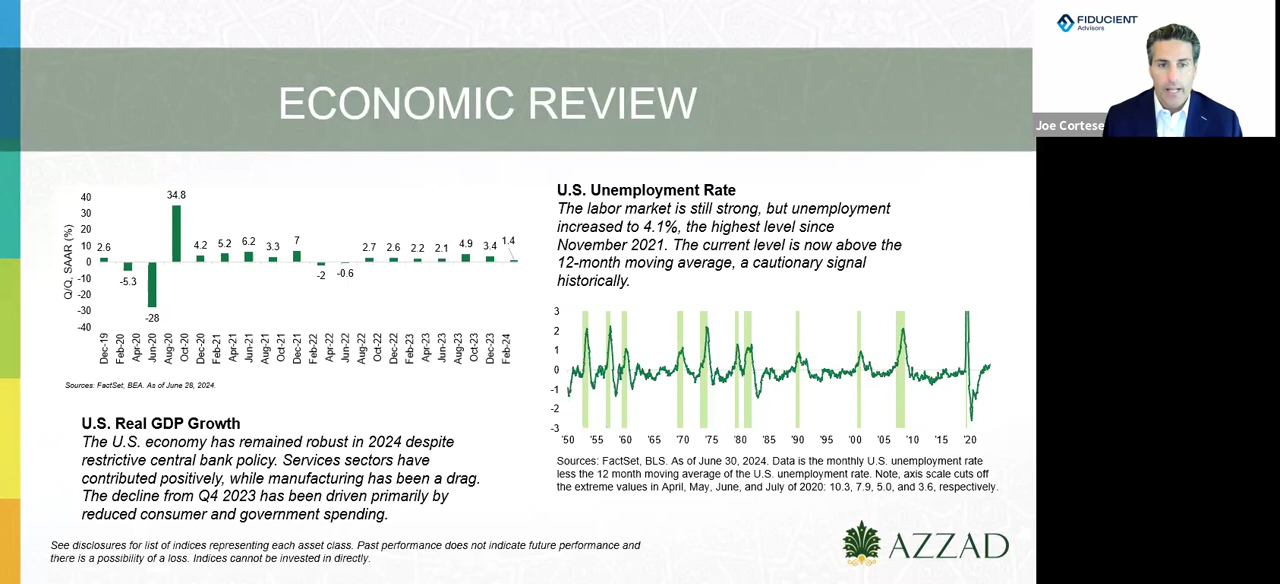 FIDUCIENT
Advisors
Joe Cortese
ECONOMIC REVIEW
Q/Q, SAAR (%)
40
30
20
10
0
-10
-20
-30
-40
2.6
-5.3
-28
34.8
4.2
5.2
6.2
3.3
7
-2
-0.6
2.7
2.6
2.2
2.1
4.9
3.4
1.4
Dec-19
Feb-20
Apr-20
Jun-20
Aug-20
Oct-20
Dec-20
Feb-21
Apr-21
Jun-21
Aug-21
Oct-21
Dec-21
Feb-22
Apr-22
Jun-22
Aug-22
Oct-22
Dec-22
Feb-23
Apr-23
Jun-23
Aug-23
Oct-23
Dec-23
Feb-24
Sources: FactSet, BEA. As of June 28, 2024.
U.S. Real GDP Growth
The U.S. economy has remained robust in 2024 despite
restrictive central bank policy. Services sectors have
contributed positively, while manufacturing has been a drag.
The decline from Q4 2023 has been driven primarily by
reduced consumer and government spending.
U.S. Unemployment Rate
The labor market is still strong, but unemployment
increased to 4.1%, the highest level since
November 2021. The current level is now above the
12-month moving average, a cautionary signal
historically.
3
2
1
0
-1
-2
-3
'50 '55 '60 '65 '70 '75 '80 '85 '90 '95 '00 '05 '10 '15 '20
Sources: FactSet, BLS. As of June 30, 2024. Data is the monthly U.S. unemployment rate
less the 12 month moving average of the U.S. unemployment rate. Note, axis scale cuts off
the extreme values in April, May, June, and July of 2020: 10.3, 7.9, 5.0, and 3.6, respectively.
See disclosures for list of indices representing each asset class. Past performance does not indicate future performance and
there is a possibility of a loss. Indices cannot be invested in directly.
AZZAD